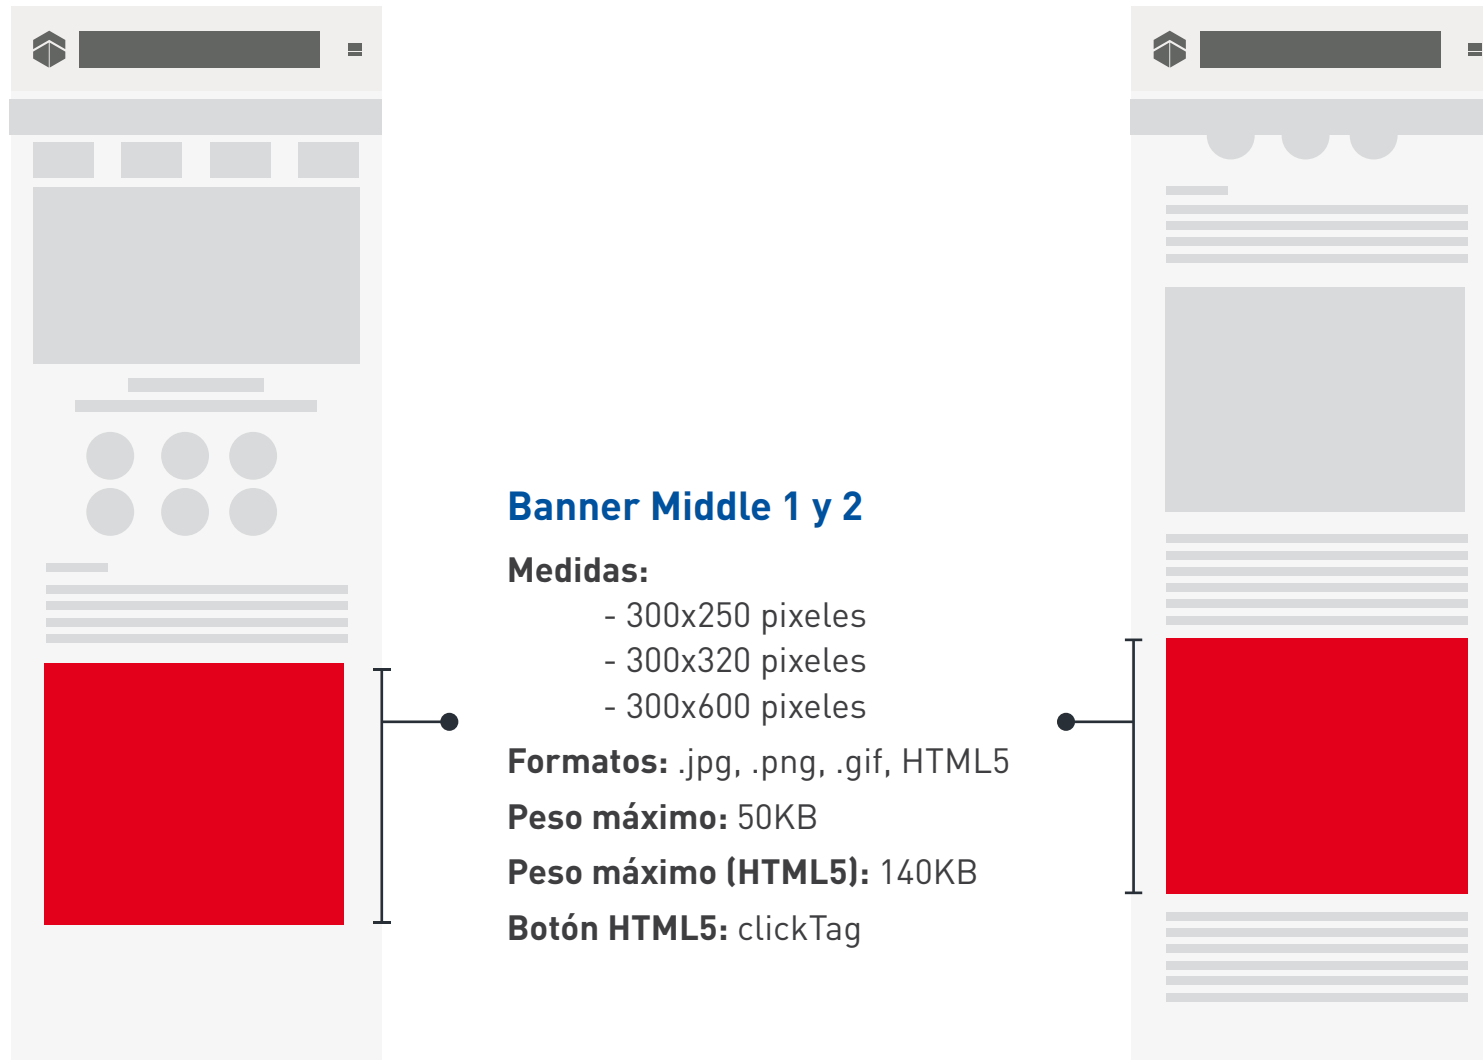 Banner Middle 1 y 2
Medidas:
- 300x250 pixeles
- 300x320 pixeles
- 300x600 pixeles
Formatos: .jpg, .png, .gif, HTML5
Peso máximo: 50KB
Peso máximo (HTML5): 140KB
Botón HTML5: clickTag